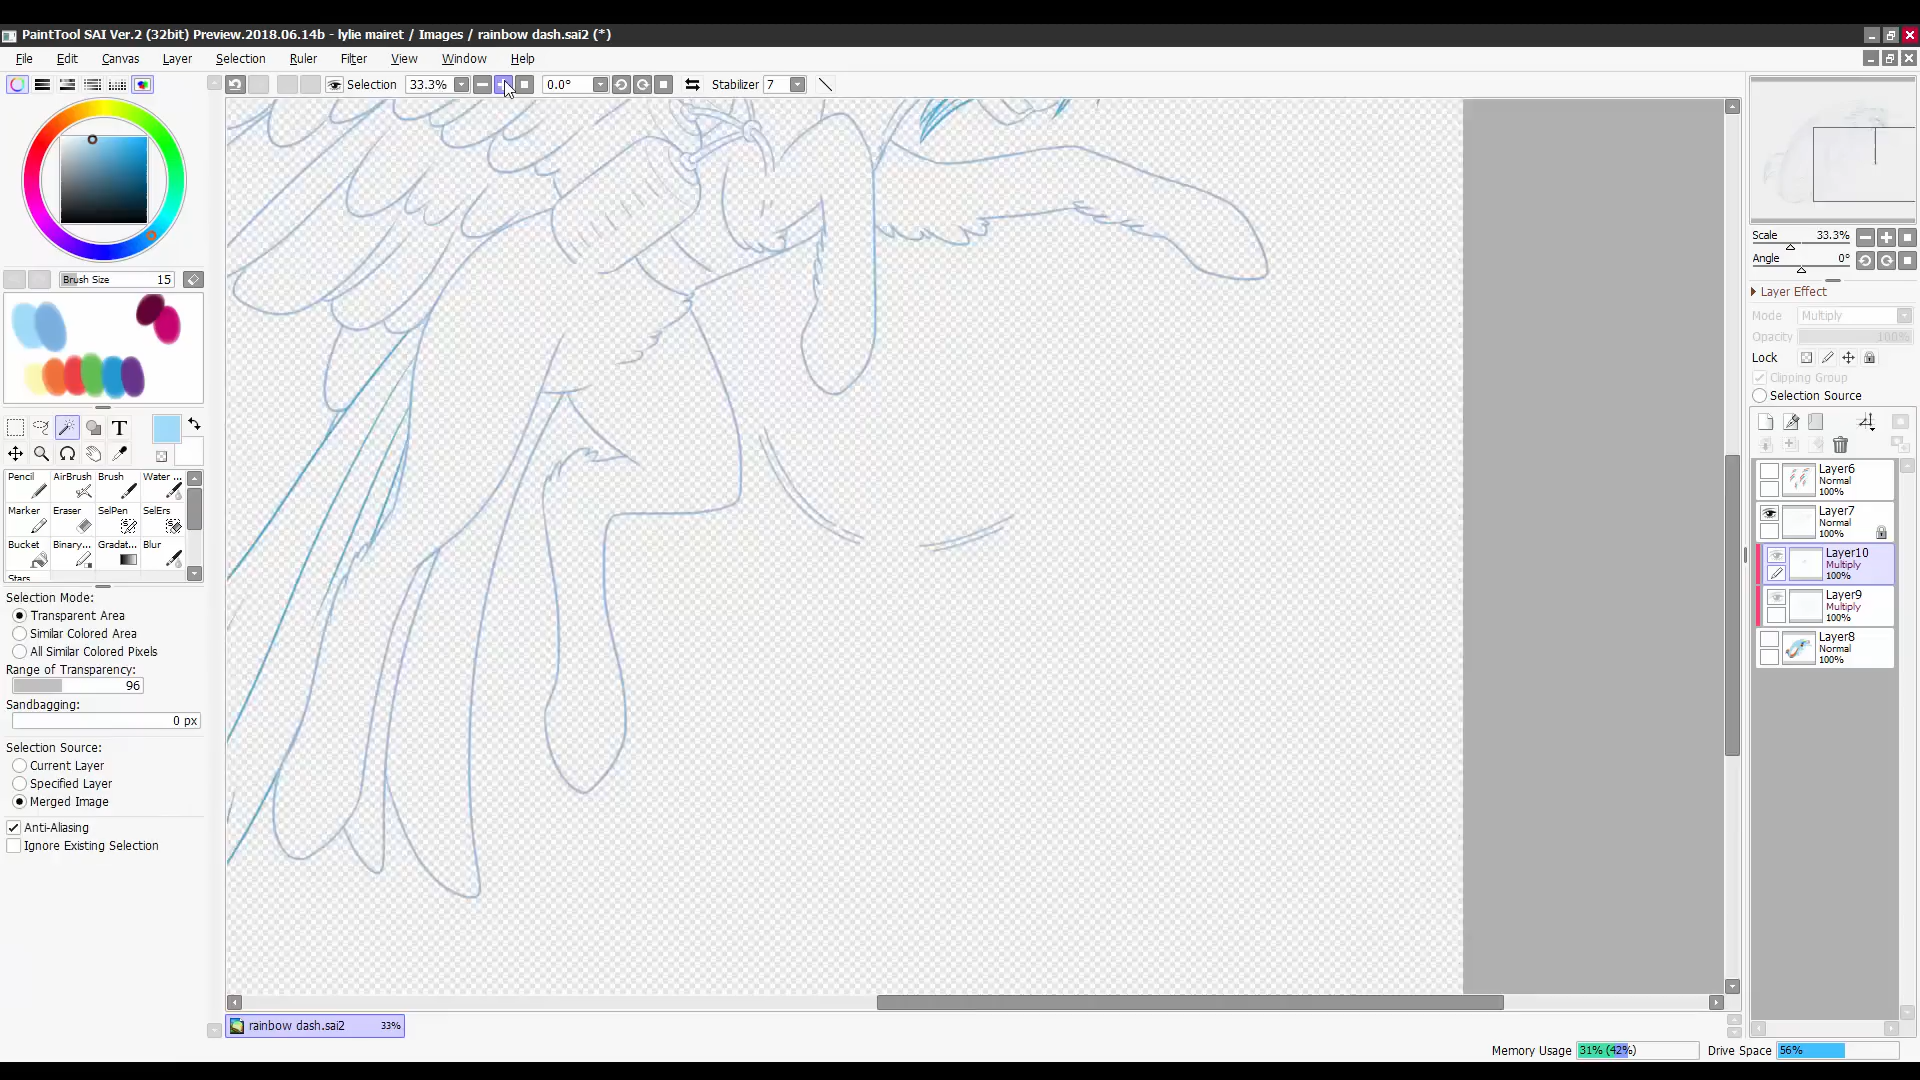 PaintTool SAI Ver.2 (32bit) Preview.2018.06.14b - lylie mairet / Images / rainbow dash.sai2 (*)
File Edit Canvas Layer Selection Ruler Filter View Window Help
Selection 33.3% 0.0° Stabilizer 7
Brush Size 15
T
Pencil AirBrush Brush Water ...
Marker Eraser SelPen SelErs
Bucket Binary... Gradat... Blur
Stars
Selection Mode:
Transparent Area
Similar Colored Area
All Similar Colored Pixels
Range of Transparency:
96
Sandbagging:
0 px
Selection Source:
Current Layer
Specified Layer
Merged Image
Anti-Aliasing
Ignore Existing Selection
rainbow dash.sai2 33%
Scale 33.3%
Angle 0°
Layer Effect
Mode Multiply
Opacity 100%
Lock
Clipping Group
Selection Source
Layer6
Normal
100%
Layer7
Normal
100%
Layer10
Multiply
100%
Layer9
Multiply
100%
Layer8
Normal
100%
Memory Usage 31% (42%) Drive Space 56%